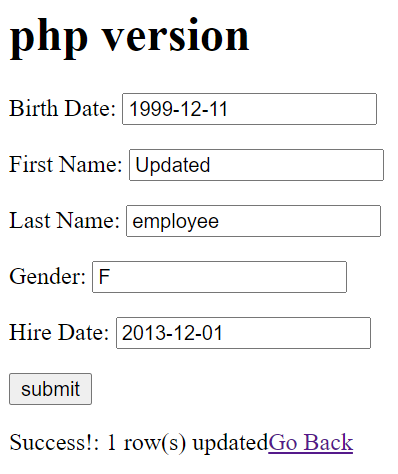 php version
Birth Date: 1999-12-11
First Name: Updated
Last Name: employee
Gender: F
Hire Date: 2013-12-01
submit
Success!: 1 row(s) updatedGo Back